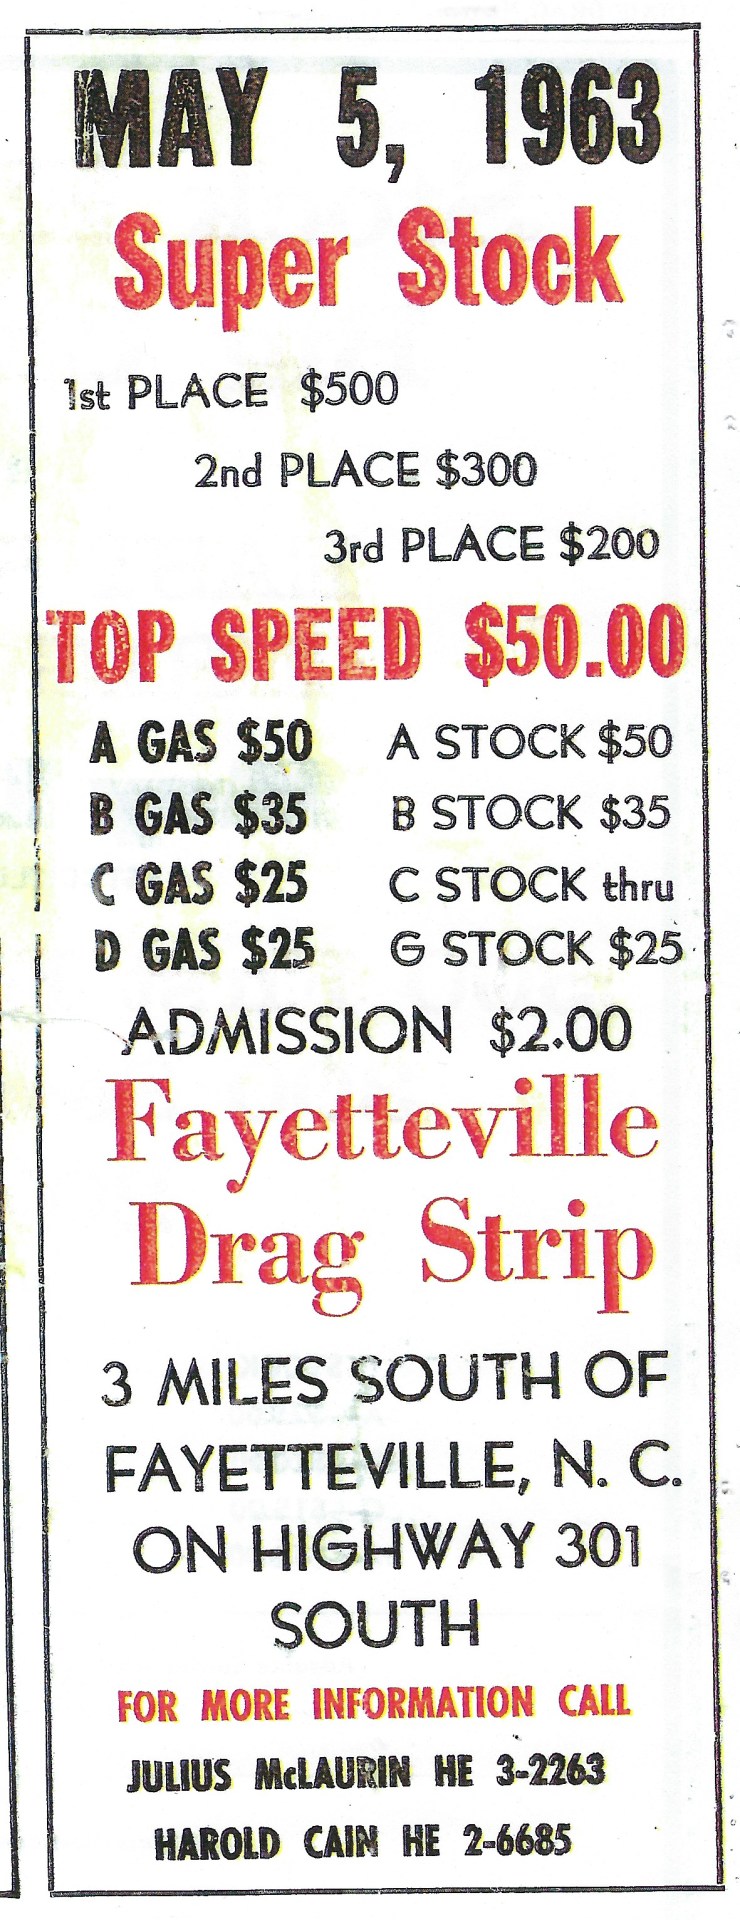 MAY 5, 1963
Super Stock
1st PLACE $500
2nd PLACE $300
3rd PLACE $200
TOP SPEED $50.00
A GAS $50 A STOCK $50
B GAS $35 B STOCK $35
C GAS $25 C STOCK thru
D GAS $25 G STOCK $25
ADMISSION $2.00
Fayetteville
Drag Strip
3 MILES SOUTH OF
FAYETTEVILLE, N. C.
ON HIGHWAY 301
SOUTH
FOR MORE INFORMATION CALL
JULIUS McLAURIN HE 3-2263
HAROLD CAIN HE 2-6685